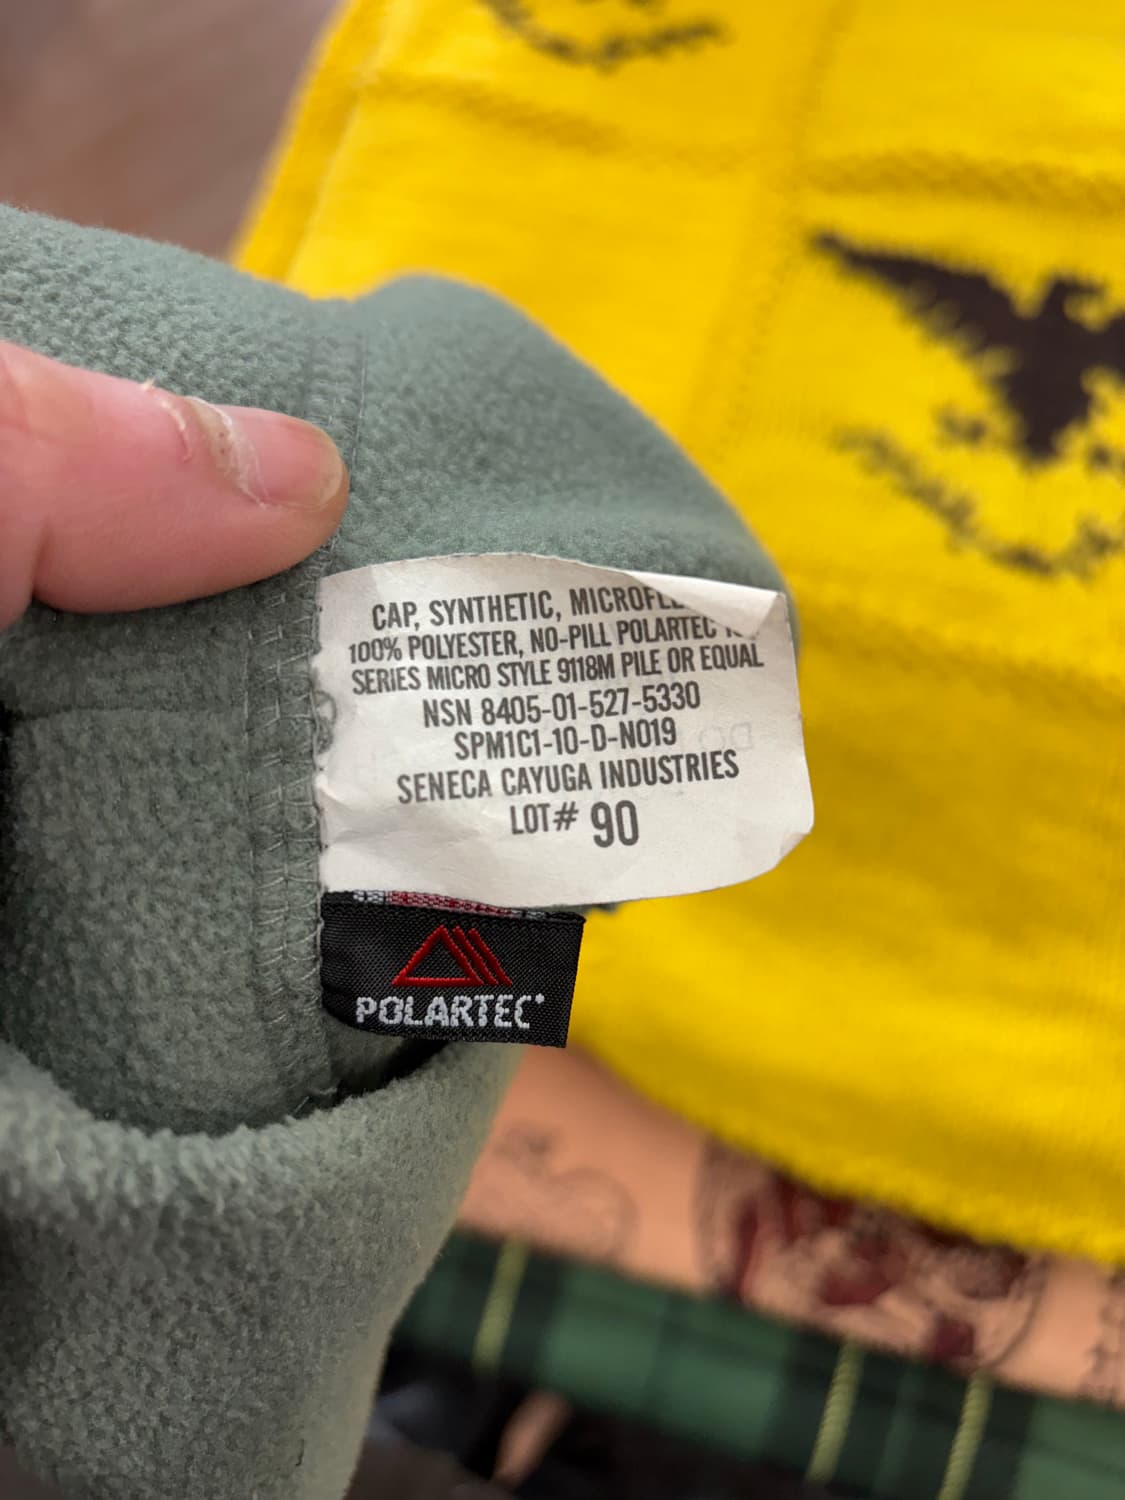 CAP, SYNTHETIC,
100% POLYESTER, NO-PILL POLARTEC
SERIES MICRO STYLE 9118M PILE OR EQUAL
NSN 8405-01-527-5330
SPM1C1-10-D-N019
SENECA CAYUGA INDUSTRIES
LOT# 90
POLARTEC®